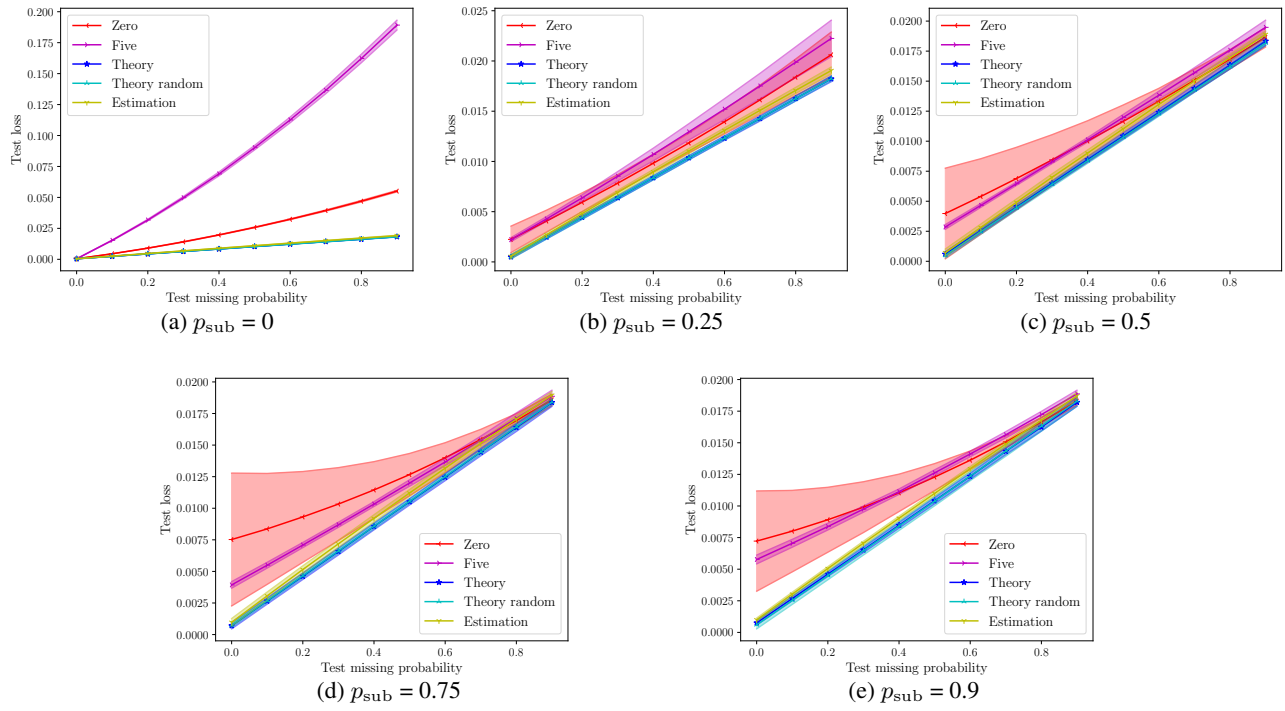 0.200
0.175
0.150
0.125
0.100
0.075
0.050
0.025
0.000
Test loss
Zero
Five
Theory
Theory random
Estimation
0.0 0.2 0.4 0.6 0.8
Test missing probability
(a) p_sub = 0
0.025
0.020
0.015
0.010
0.005
0.000
Test loss
Zero
Five
Theory
Theory random
Estimation
0.0 0.2 0.4 0.6 0.8
Test missing probability
(b) p_sub = 0.25
0.0200
0.0175
0.0150
0.0125
0.0100
0.0075
0.0050
0.0025
0.0000
Test loss
Zero
Five
Theory
Theory random
Estimation
0.0 0.2 0.4 0.6 0.8
Test missing probability
(c) p_sub = 0.5
0.0200
0.0175
0.0150
0.0125
0.0100
0.0075
0.0050
0.0025
0.0000
Test loss
Zero
Five
Theory
Theory random
Estimation
0.0 0.2 0.4 0.6 0.8
Test missing probability
(d) p_sub = 0.75
0.0200
0.0175
0.0150
0.0125
0.0100
0.0075
0.0050
0.0025
0.0000
Test loss
Zero
Five
Theory
Theory random
Estimation
0.0 0.2 0.4 0.6 0.8
Test missing probability
(e) p_sub = 0.9